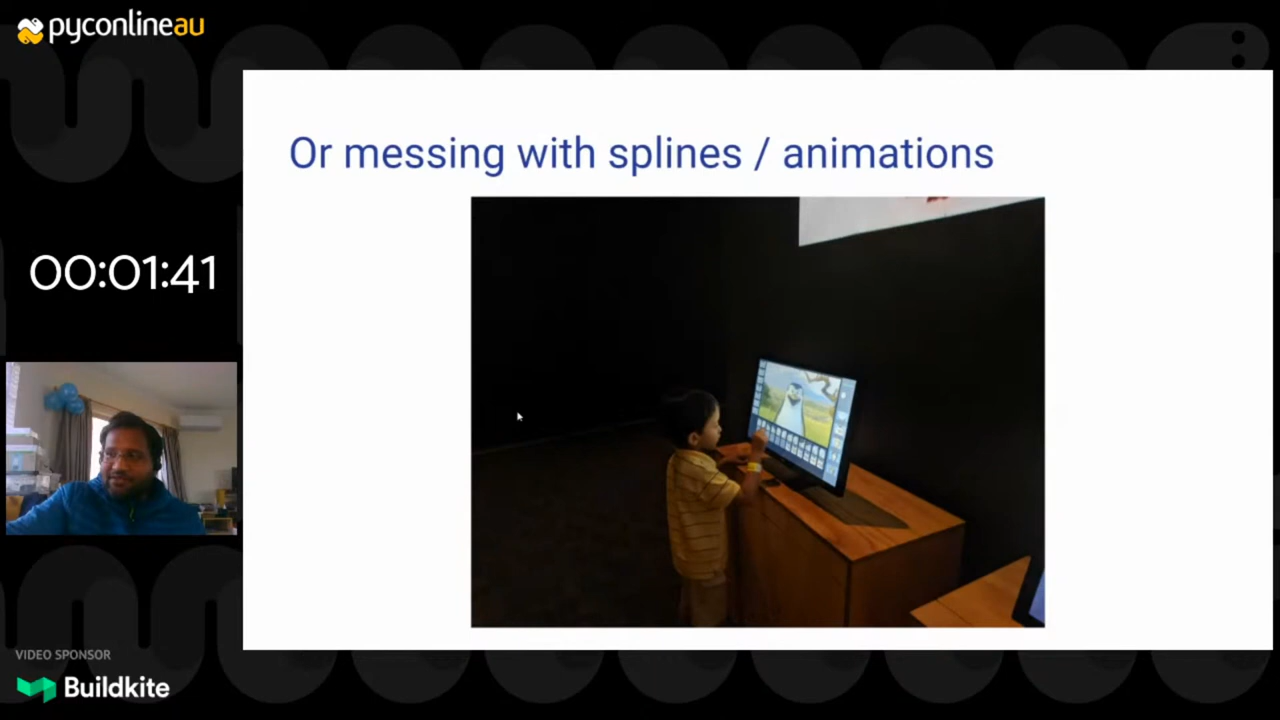 pyconlineau
Or messing with splines / animations
00:01:41
VIDEO SPONSOR
Buildkite